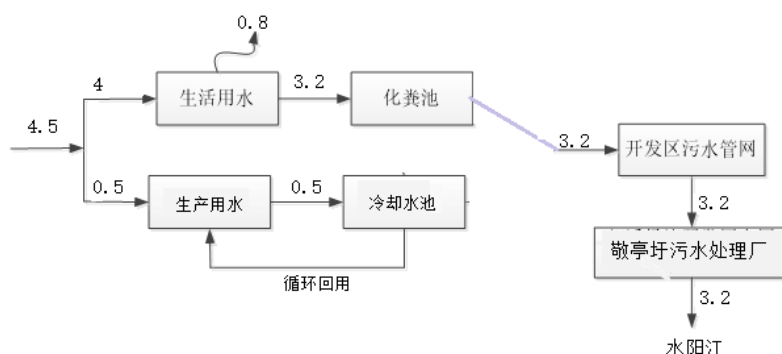 0.8
4
生活用水
3.2
化粪池
4.5
3.2
开发区污水管网
0.5
生产用水
0.5
冷却水池
3.2
循环回用
敬亭圩污水处理厂
3.2
水阳江